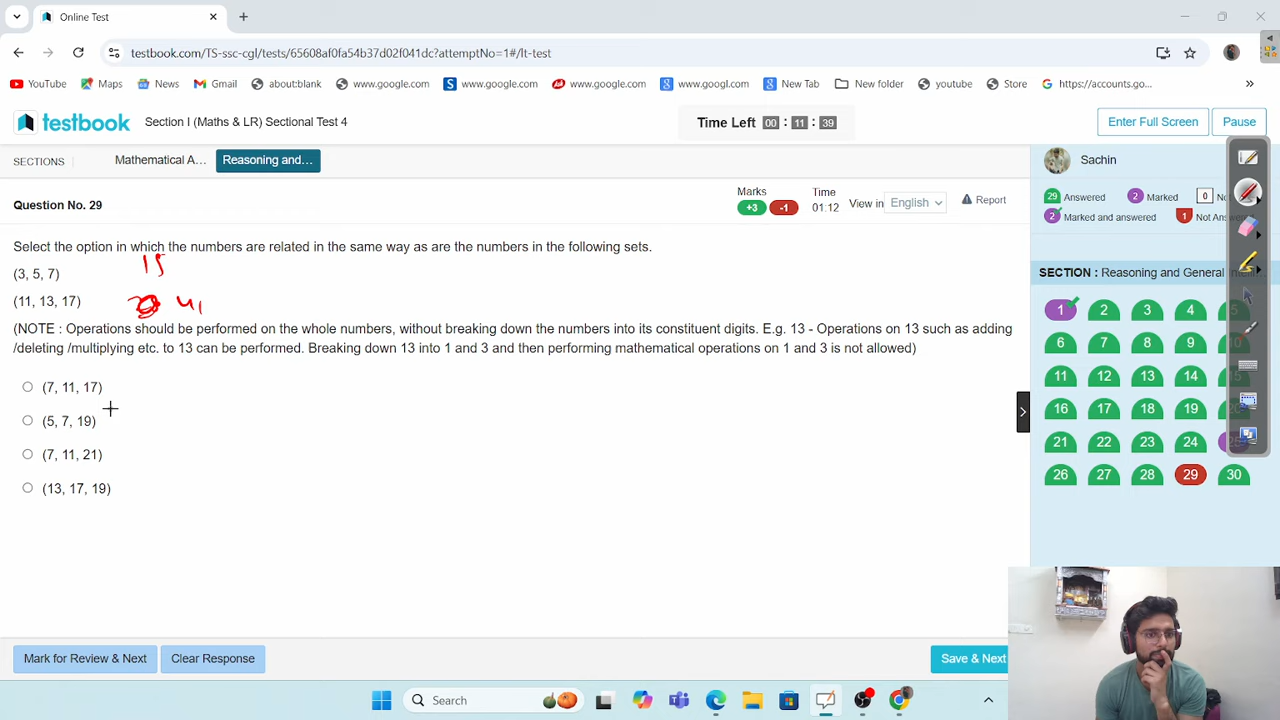 Online Test
testbook.com/TS-ssc-cgl/tests/65608af0fa54b37d02f041dc?attemptNo=1#/lt-test
YouTube Maps News Gmail about:blank www.google.com www.google.com www.google.com www.googl.com New Tab New folder youtube Store https://accounts.go... »
testbook Section I (Maths & LR) Sectional Test 4 Time Left 00 : 11 : 39 Enter Full Screen Pause
SECTIONS Mathematical A... Reasoning and... Sachin
Question No. 29 Marks +3 -1 Time 01:12 View in English Report
29 Answered 2 Marked 0 No
2 Marked and answered 1 Not An
Select the option in which the numbers are related in the same way as are the numbers in the following sets.
15
(3, 5, 7)
(11, 13, 17) 41
(NOTE : Operations should be performed on the whole numbers, without breaking down the numbers into its constituent digits. E.g. 13 - Operations on 13 such as adding
/deleting /multiplying etc. to 13 can be performed. Breaking down 13 into 1 and 3 and then performing mathematical operations on 1 and 3 is not allowed)
(7, 11, 17)
(5, 7, 19)
(7, 11, 21)
(13, 17, 19)
SECTION : Reasoning and General
1 2 3 4 5
6 7 8 9 10
11 12 13 14 15
16 17 18 19
21 22 23 24
26 27 28 29 30
Mark for Review & Next Clear Response Save & Next
Search